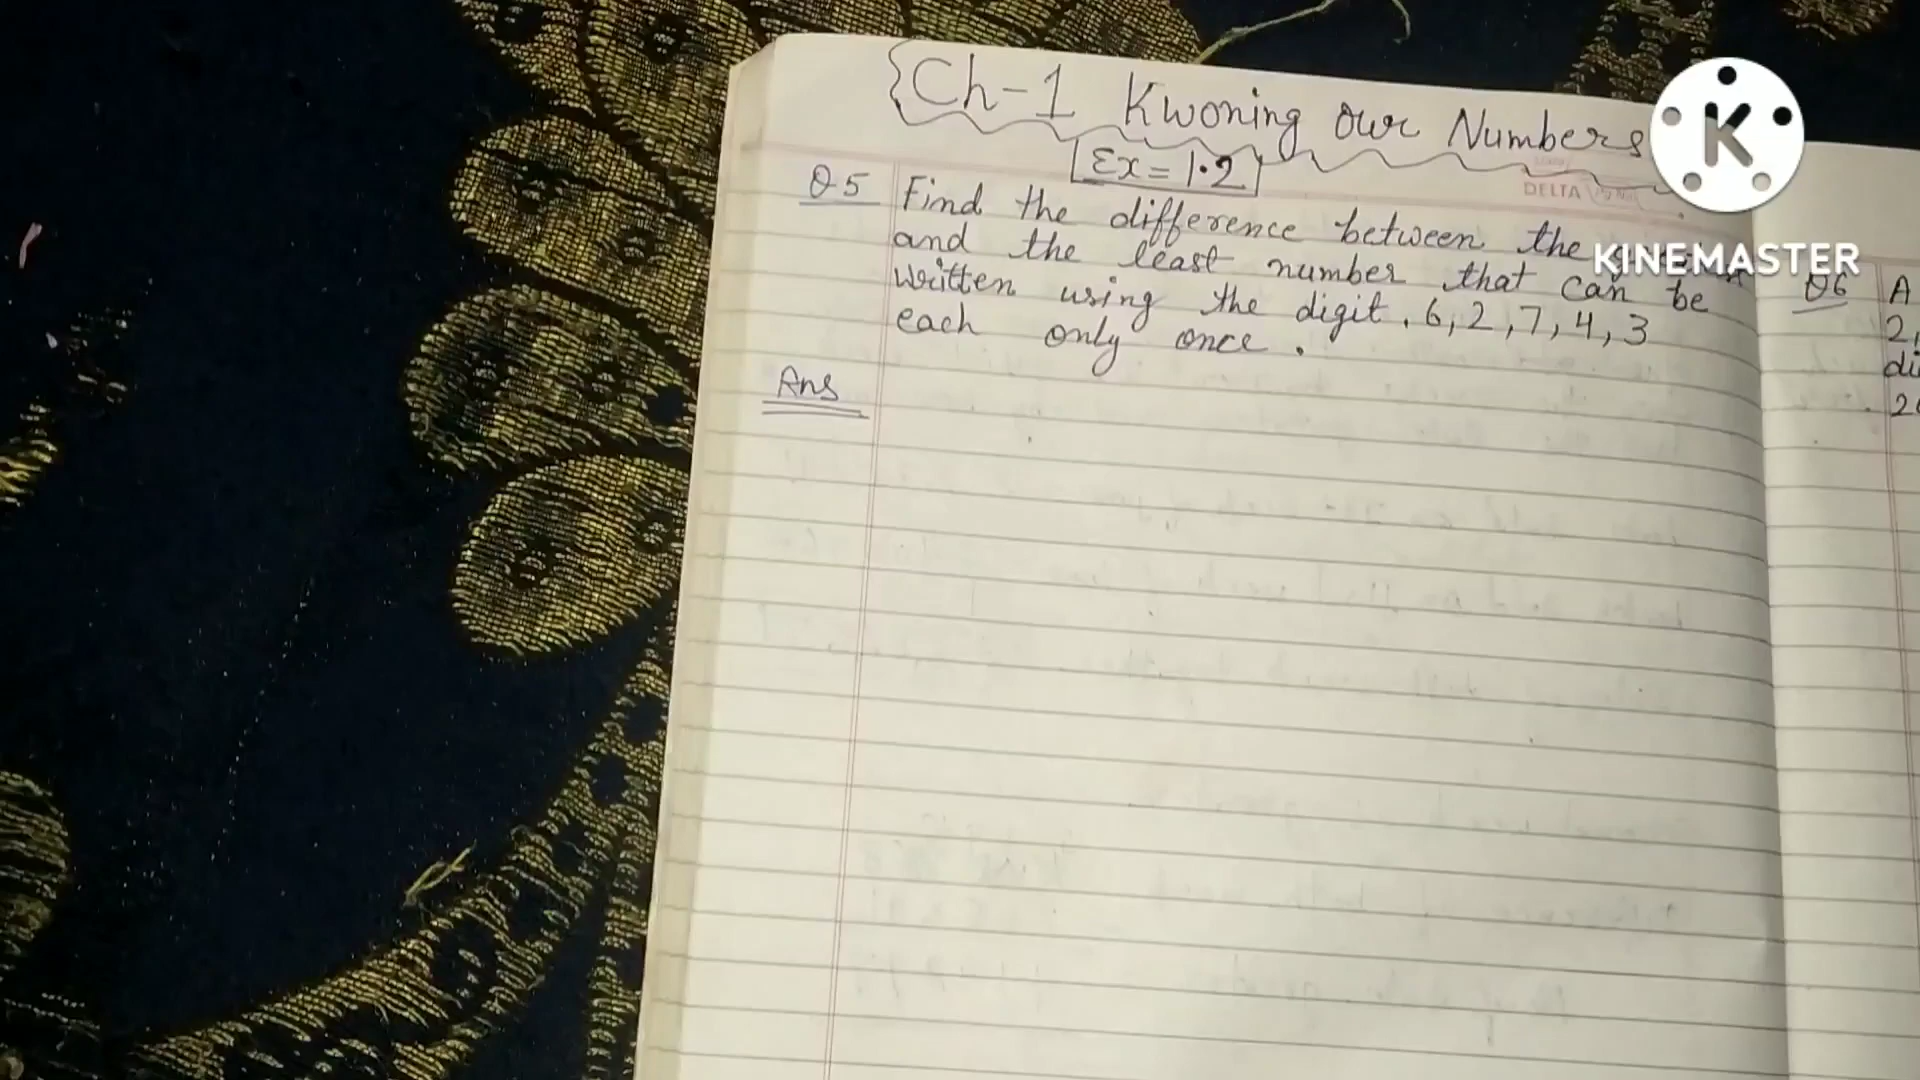 Ch-1 Kwoning our Numbers
Ex = 1.2
DELTA
Q5 Find the difference between the
and the least number that can be
written using the digit . 6, 2, 7, 4, 3
each only once .
Ans
K
KINEMASTER
Q6 A
2,
di